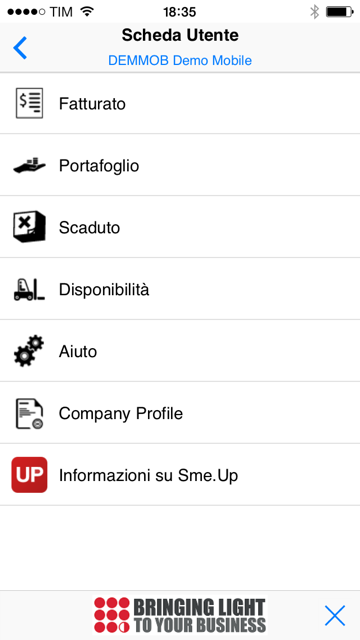 TIM 18:35
Scheda Utente
DEMMOB Demo Mobile
Fatturato
Portafoglio
Scaduto
Disponibilità
Aiuto
Company Profile
UP Informazioni su Sme.Up
BRINGING LIGHT
TO YOUR BUSINESS